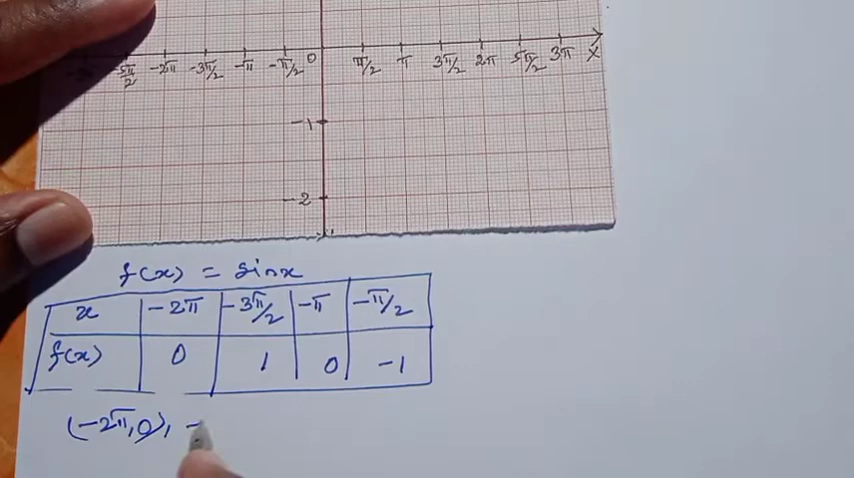 -5π/2 -2π -3π/2 -π -π/2 0 π/2 π 3π/2 2π 5π/2 3π X
-1
-2
f(x) = sinx
x -2π -3π/2 -π -π/2
f(x) 0 1 0 -1
(-2π,0), -